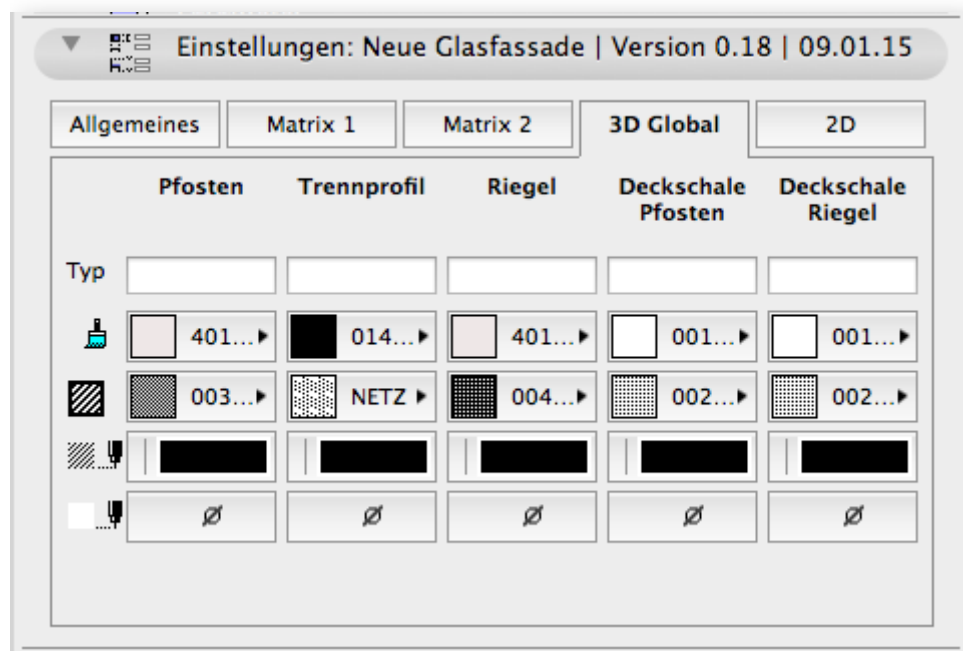 Einstellungen: Neue Glasfassade | Version 0.18 | 09.01.15
Allgemeines Matrix 1 Matrix 2 3D Global 2D
Pfosten Trennprofil Riegel Deckschale Pfosten Deckschale Riegel
Typ
401... 014... 401... 001... 001...
003... NETZ 004... 002... 002...
Ø Ø Ø Ø Ø